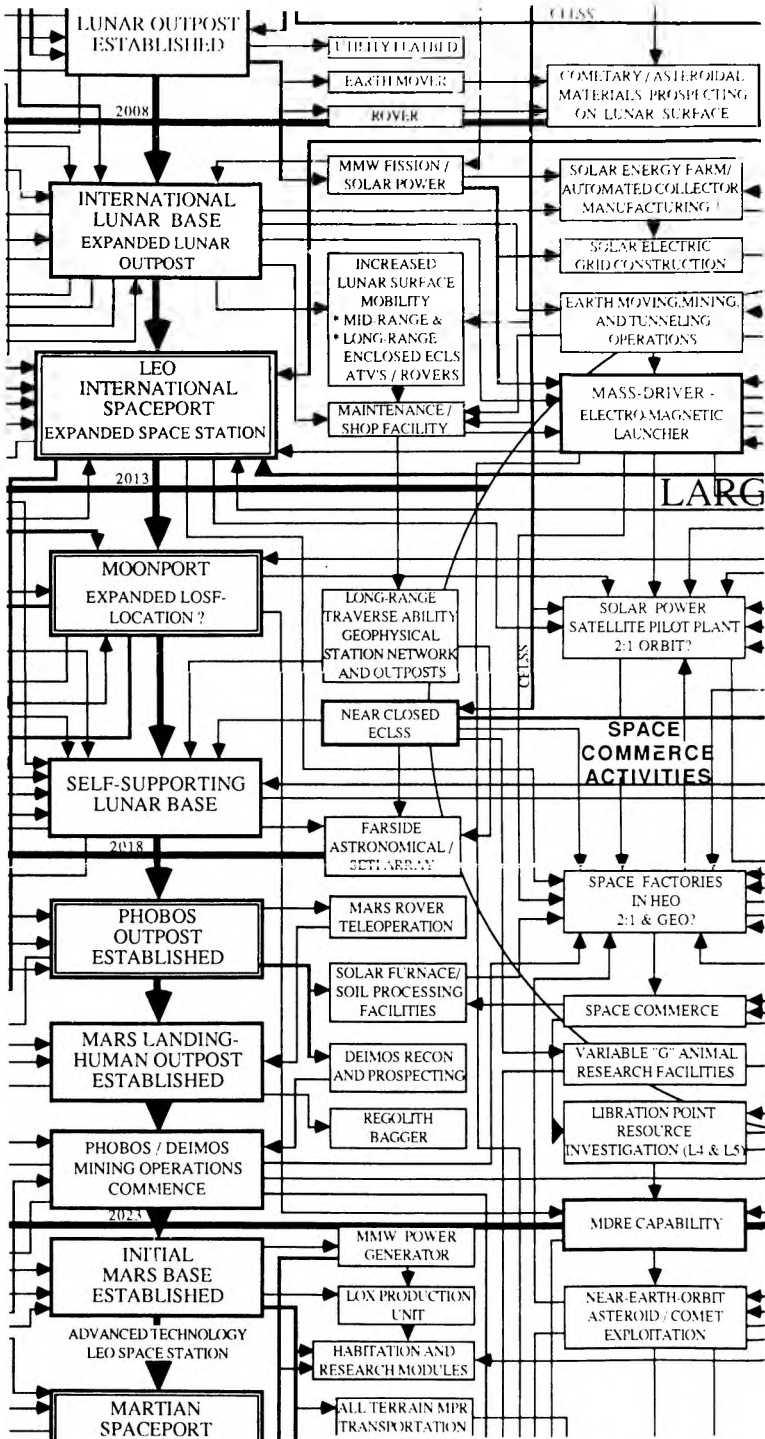 LUNAR OUTPOST
ESTABLISHED
2008
INTERNATIONAL
LUNAR BASE
EXPANDED LUNAR
OUTPOST
LEO
INTERNATIONAL
SPACEPORT
EXPANDED SPACE STATION
2013
MOONPORT
EXPANDED LOSF-
LOCATION ?
SELF-SUPPORTING
LUNAR BASE
2018
PHOBOS
OUTPOST
ESTABLISHED
MARS LANDING-
HUMAN OUTPOST
ESTABLISHED
PHOBOS / DEIMOS
MINING OPERATIONS
COMMENCE
2023
INITIAL
MARS BASE
ESTABLISHED
ADVANCED TECHNOLOGY
LEO SPACE STATION
MARTIAN
SPACEPORT
UTILITY FLATBED
EARTH MOVER
ROVER
MMW FISSION /
SOLAR POWER
INCREASED
LUNAR SURFACE
MOBILITY
* MID-RANGE &
* LONG-RANGE
ENCLOSED ECLS
ATV'S / ROVERS
MAINTENANCE /
SHOP FACILITY
LONG-RANGE
TRAVERSE ABILITY
GEOPHYSICAL
STATION NETWORK
AND OUTPOSTS
NEAR CLOSED
ECLSS
FARSIDE
ASTRONOMICAL /
SETI ARRAY
MARS ROVER
TELEOPERATION
SOLAR FURNACE/
SOIL PROCESSING
FACILITIES
DEIMOS RECON
AND PROSPECTING
REGOLITH
BAGGER
MMW POWER
GENERATOR
LOX PRODUCTION
UNIT
HABITATION AND
RESEARCH MODULES
ALL TERRAIN MPR
TRANSPORTATION
CELSS
COMETARY / ASTEROIDAL
MATERIALS PROSPECTING
ON LUNAR SURFACE
SOLAR ENERGY FARM/
AUTOMATED COLLECTOR
MANUFACTURING
SOLAR ELECTRIC
GRID CONSTRUCTION
EARTH MOVING, MINING,
AND TUNNELING
OPERATIONS
MASS-DRIVER -
ELECTRO-MAGNETIC
LAUNCHER
LARG
CELSS
SOLAR POWER
SATELLITE PILOT PLANT
2:1 ORBIT?
SPACE
COMMERCE
ACTIVITIES
SPACE FACTORIES
IN HEO
2:1 & GEO?
SPACE COMMERCE
VARIABLE "G" ANIMAL
RESEARCH FACILITIES
LIBRATION POINT
RESOURCE
INVESTIGATION (L4 & L5)
MDRE CAPABILITY
NEAR-EARTH-ORBIT
ASTEROID / COMET
EXPLOITATION